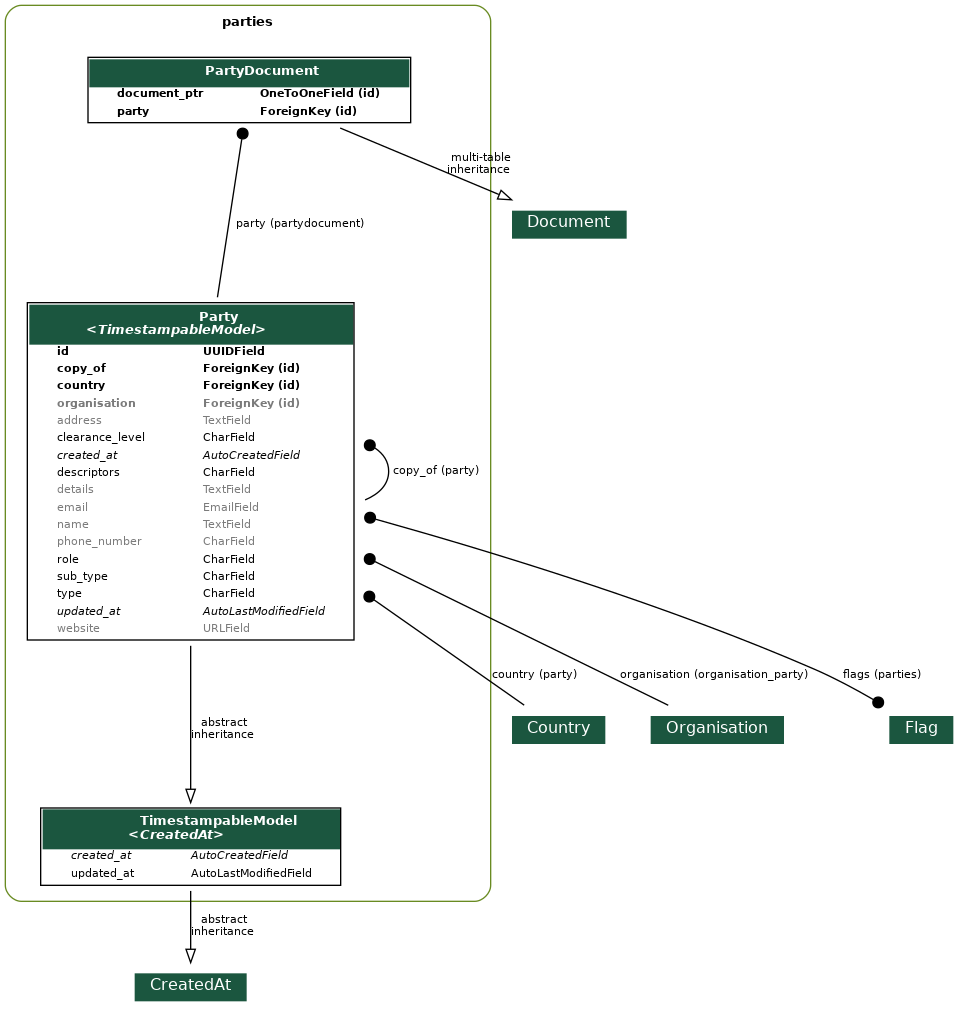 parties
PartyDocument
document_ptr OneToOneField (id)
party ForeignKey (id)
multi-table
inheritance
Document
party (partydocument)
Party
<TimestampableModel>
id UUIDField
copy_of ForeignKey (id)
country ForeignKey (id)
organisation ForeignKey (id)
address TextField
clearance_level CharField
created_at AutoCreatedField
descriptors CharField
details TextField
email EmailField
name TextField
phone_number CharField
role CharField
sub_type CharField
type CharField
updated_at AutoLastModifiedField
website URLField
copy_of (party)
country (party)
organisation (organisation_party)
flags (parties)
Country
Organisation
Flag
abstract
inheritance
TimestampableModel
<CreatedAt>
created_at AutoCreatedField
updated_at AutoLastModifiedField
abstract
inheritance
CreatedAt